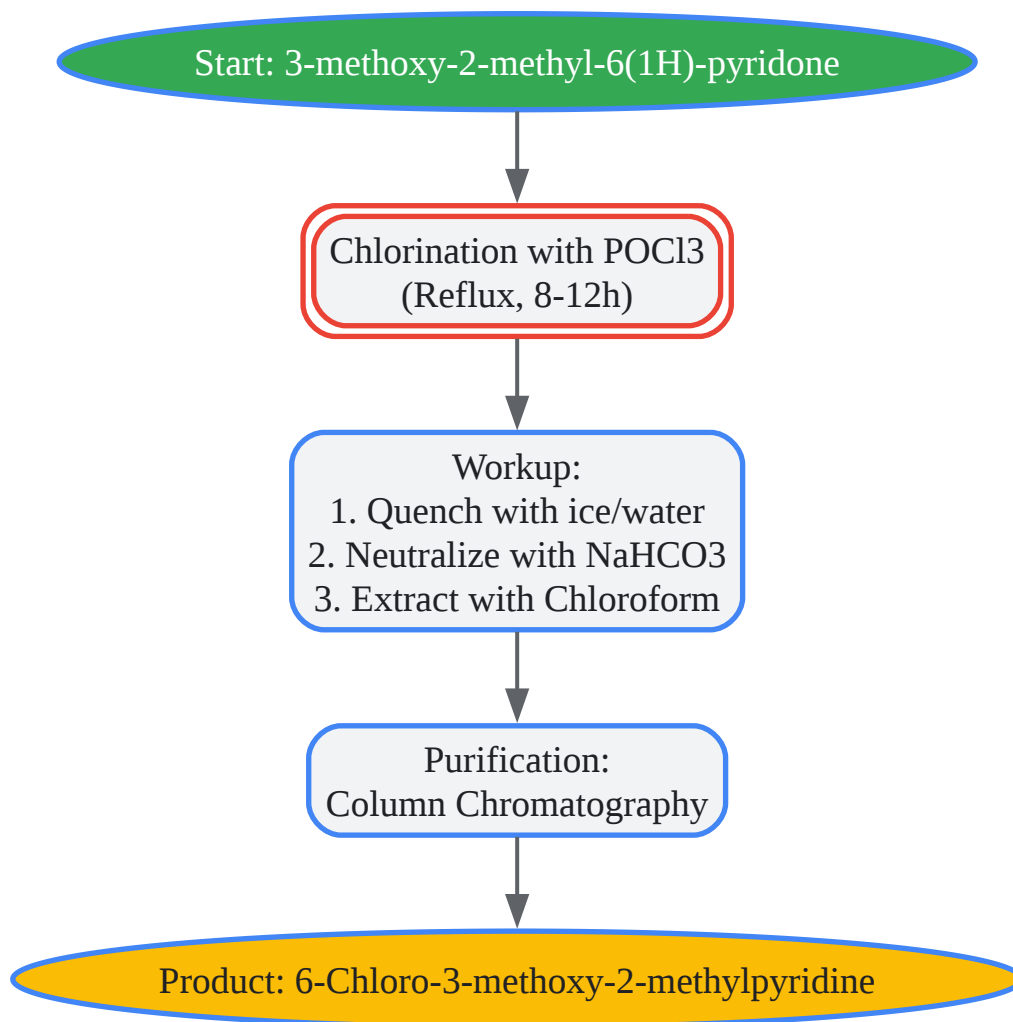 Start: 3-methoxy-2-methyl-6(1H)-pyridone
Chlorination with POCl3
(Reflux, 8-12h)
Workup:
1. Quench with ice/water
2. Neutralize with NaHCO3
3. Extract with Chloroform
Purification:
Column Chromatography
Product: 6-Chloro-3-methoxy-2-methylpyridine